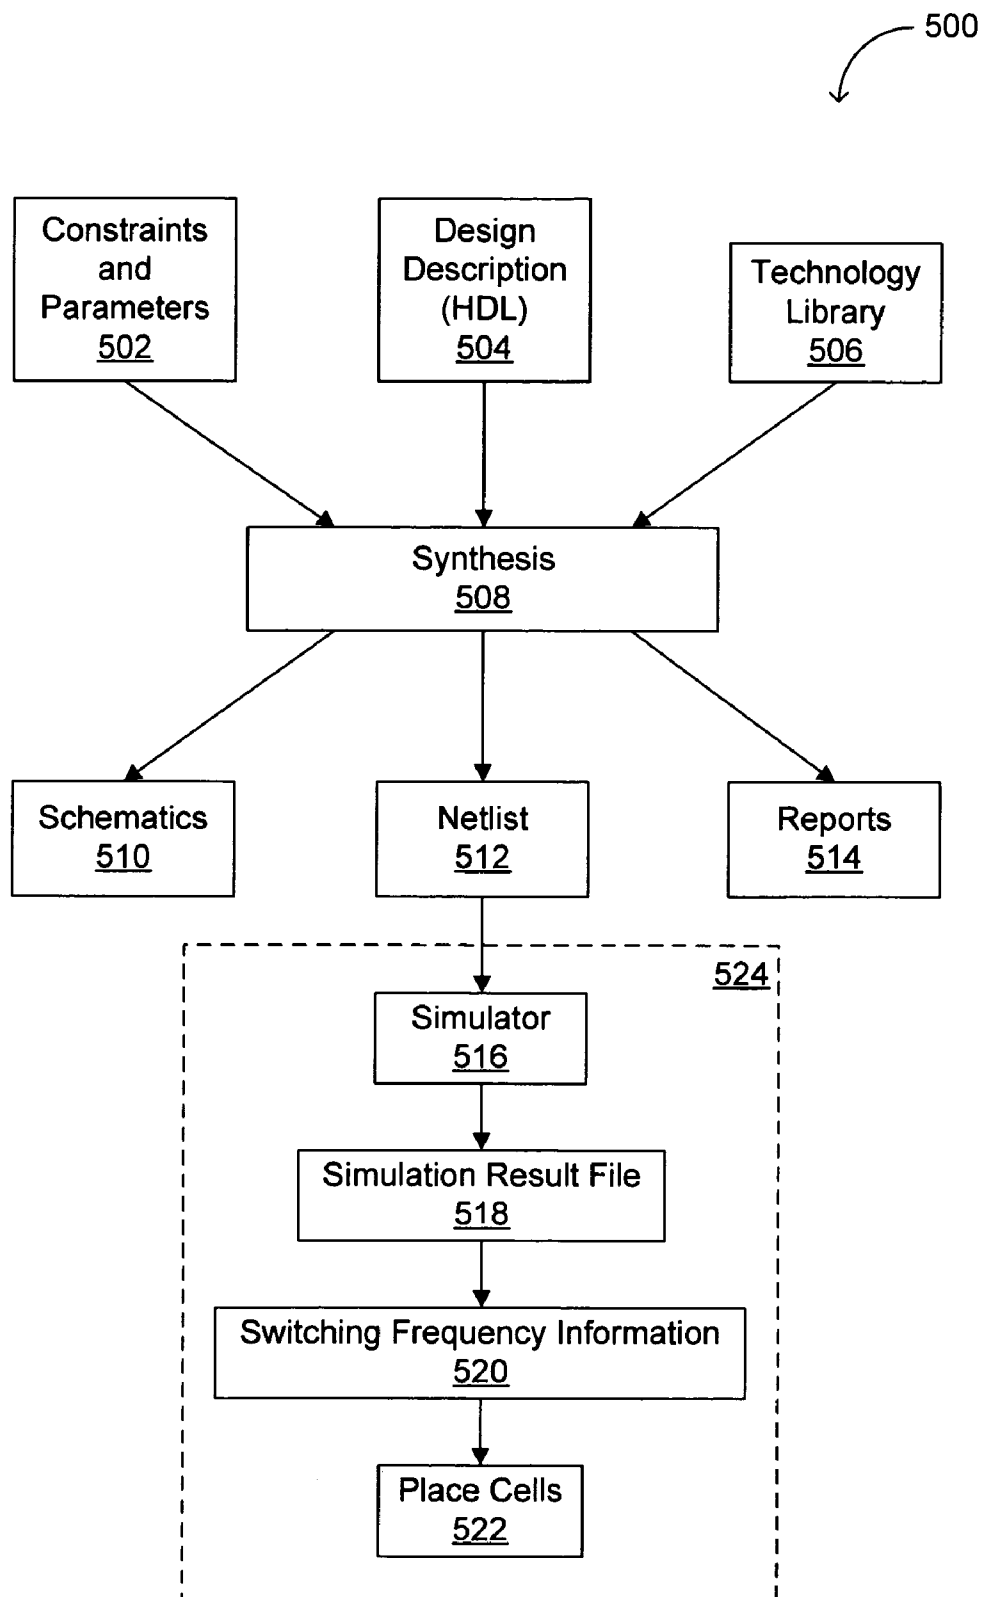 500
Constraints
and
Parameters
502
Design
Description
(HDL)
504
Technology
Library
506
Synthesis
508
Schematics
510
Netlist
512
Reports
514
524
Simulator
516
Simulation Result File
518
Switching Frequency Information
520
Place Cells
522